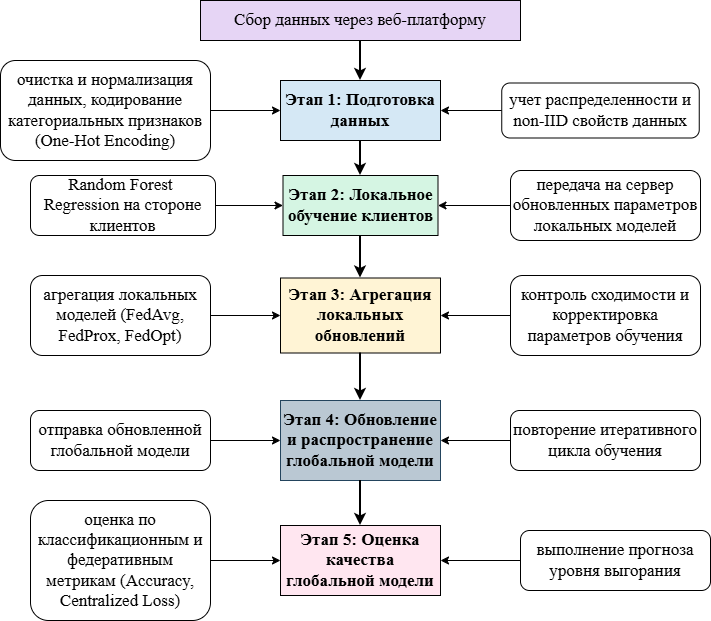 Сбор данных через веб-платформу
очистка и нормализация
данных, кодирование
категориальных признаков
(One-Hot Encoding)
Этап 1: Подготовка
данных
учет распределенности и
non-IID свойств данных
Random Forest
Regression на стороне
клиентов
Этап 2: Локальное
обучение клиентов
передача на сервер
обновленных параметров
локальных моделей
агрегация локальных
моделей (FedAvg,
FedProx, FedOpt)
Этап 3: Агрегация
локальных
обновлений
контроль сходимости и
корректировка
параметров обучения
отправка обновленной
глобальной модели
Этап 4: Обновление
и распространение
глобальной модели
повторение итеративного
цикла обучения
оценка по
классификационным и
федеративным
метрикам (Accuracy,
Centralized Loss)
Этап 5: Оценка
качества
глобальной модели
выполнение прогноза
уровня выгорания